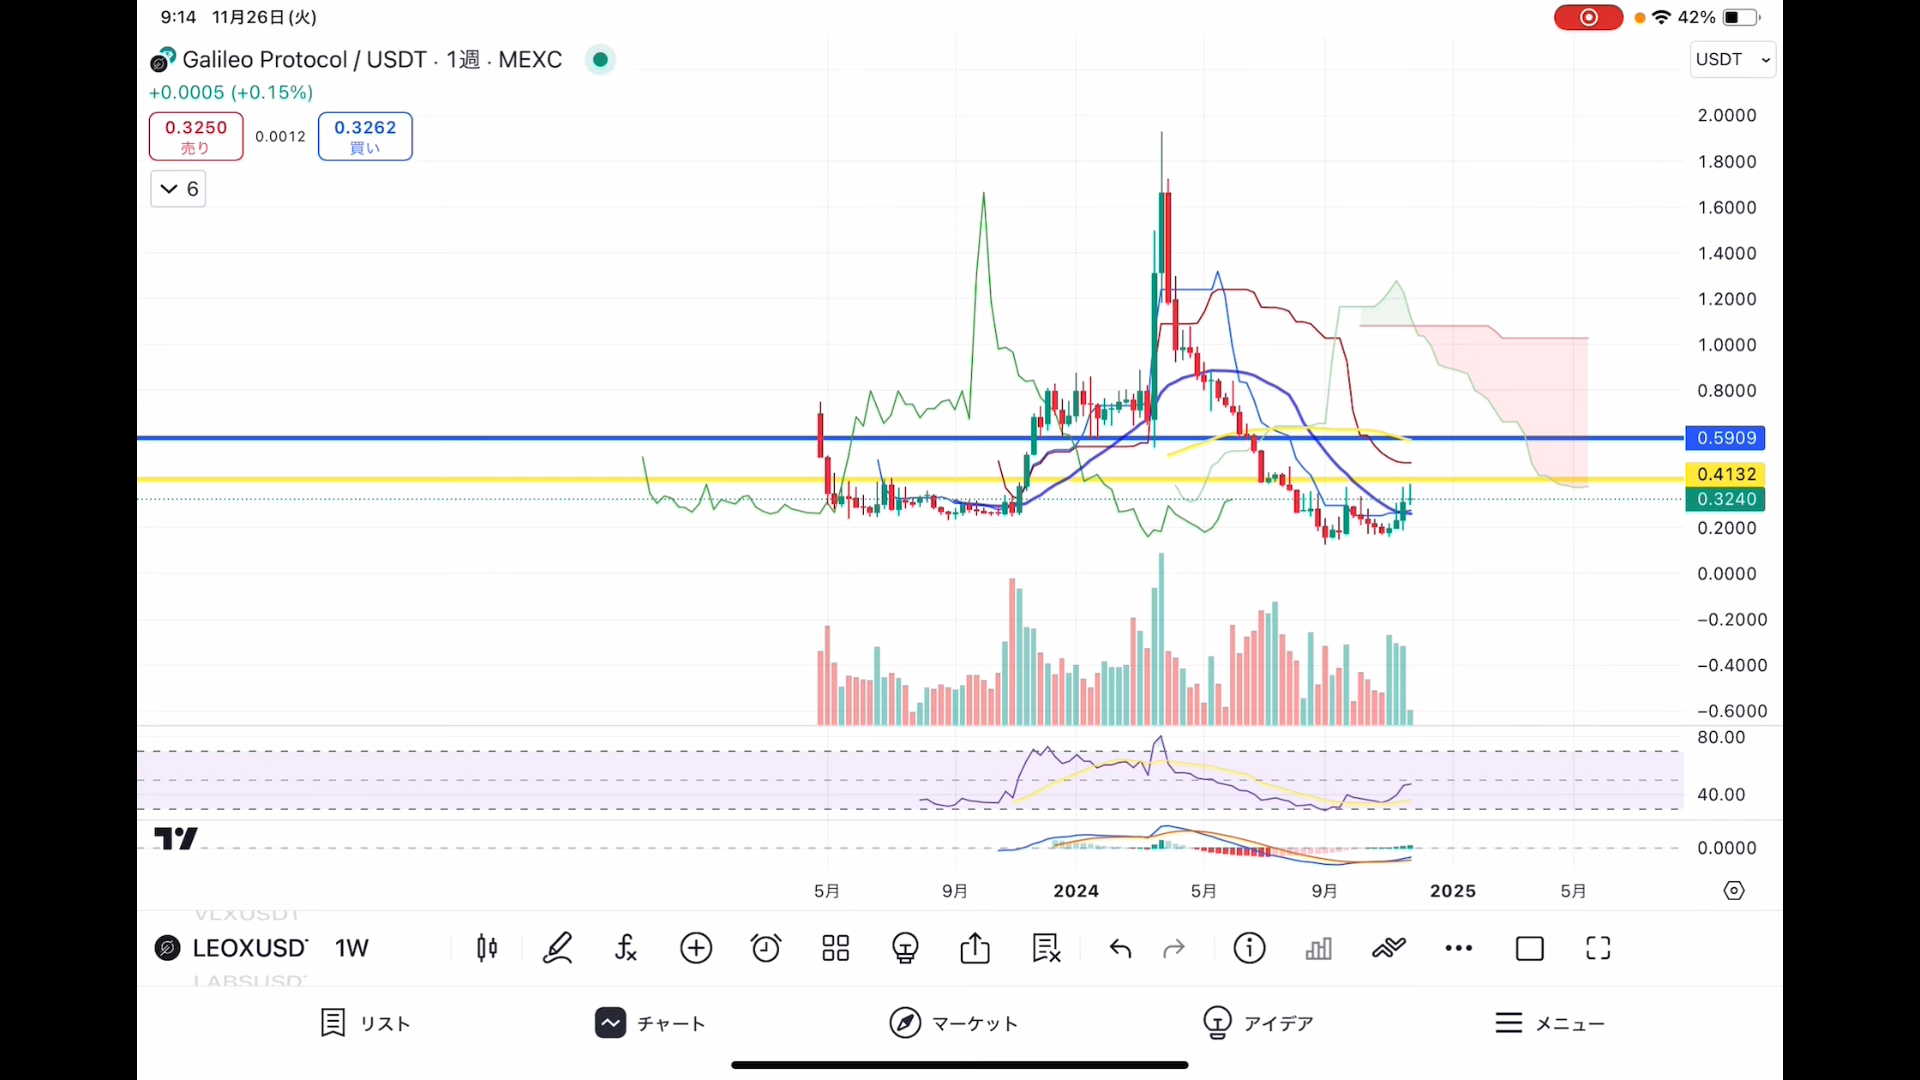 9:14 11月26日(火)
42%
Galileo Protocol / USDT · 1週 · MEXC
USDT
+0.0005 (+0.15%)
0.3250
売り
0.0012
0.3262
買い
6
2.0000
1.8000
1.6000
1.4000
1.2000
1.0000
0.8000
0.5909
0.4132
0.3240
0.2000
0.0000
−0.2000
−0.4000
−0.6000
80.00
40.00
0.0000
5月 9月 2024 5月 9月 2025 5月
VLXUSDT
LEOXUSDT 1W
LABSUSDT
リスト チャート マーケット アイデア メニュー